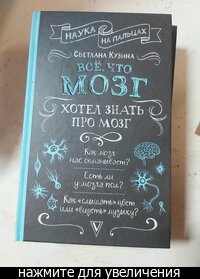 НАУКА
НА ПАЛЬЦАХ
СВЕТЛАНА КУЗИНА
ВСЁ, ЧТО
МОЗГ
ХОТЕЛ ЗНАТЬ
ПРО МОЗГ
Как мозг
нас обманывает?
Есть ли
у мозга пол?
Как «слышать» цвет
или «видеть» музыку?
нажмите для увеличения